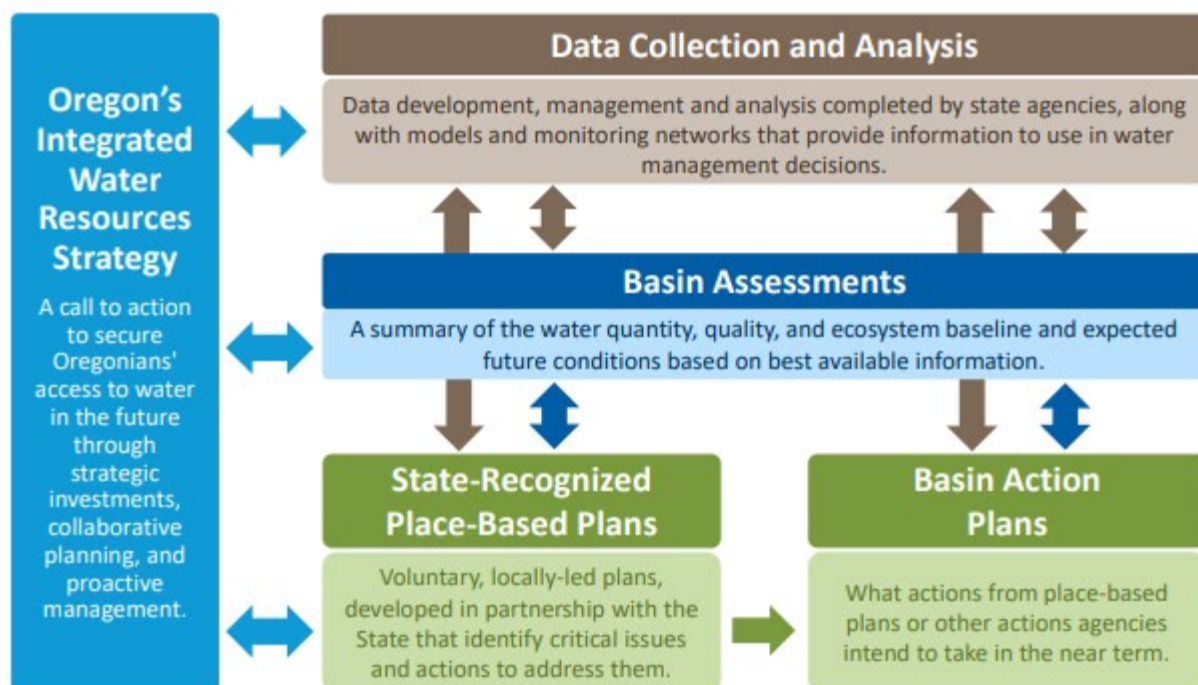 Oregon's
Integrated
Water
Resources
Strategy
A call to action
to secure
Oregonians'
access to water
in the future
through
strategic
investments,
collaborative
planning, and
proactive
management.
Data Collection and Analysis
Data development, management and analysis completed by state agencies, along
with models and monitoring networks that provide information to use in water
management decisions.
Basin Assessments
A summary of the water quantity, quality, and ecosystem baseline and expected
future conditions based on best available information.
State-Recognized
Place-Based Plans
Voluntary, locally-led plans,
developed in partnership with the
State that identify critical issues
and actions to address them.
Basin Action
Plans
What actions from place-based
plans or other actions agencies
intend to take in the near term.